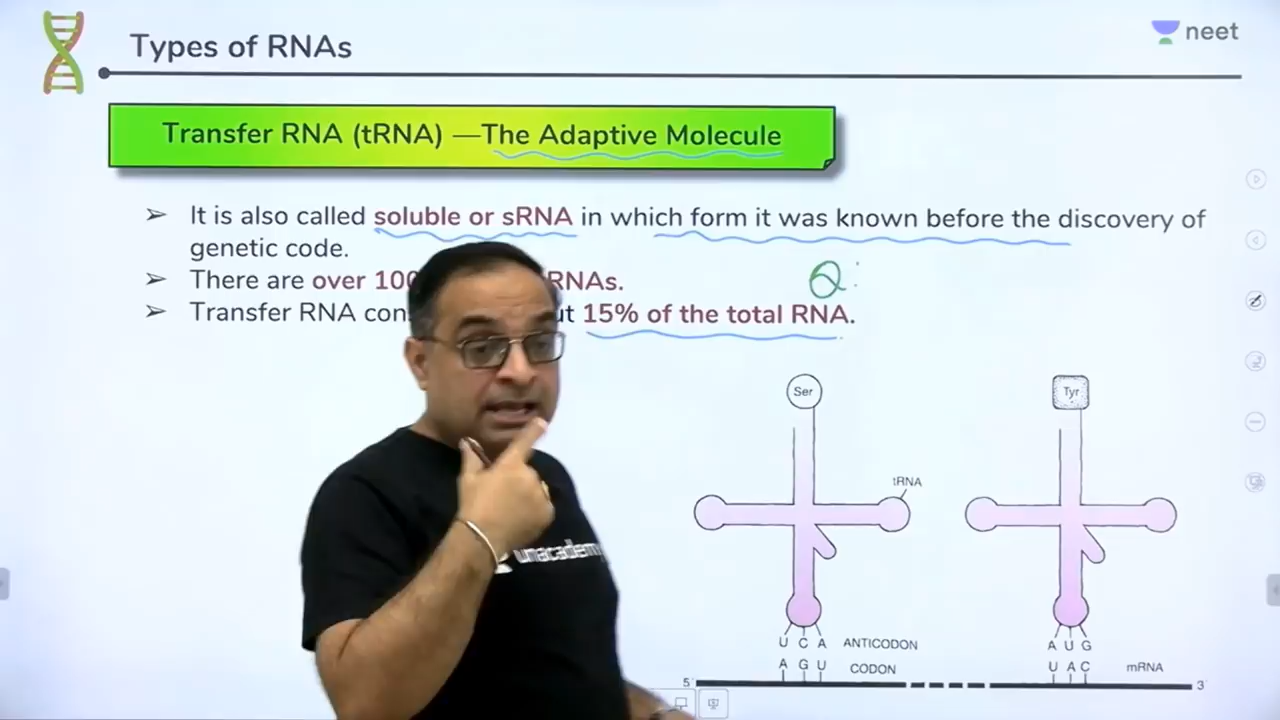 Types of RNAs
neet
Transfer RNA (tRNA) —The Adaptive Molecule
➢ It is also called soluble or sRNA in which form it was known before the discovery of
genetic code.
➢ There are over 100 RNAs.
➢ Transfer RNA con ut 15% of the total RNA.
Q:
Ser
Tyr
tRNA
unacademy
U C A ANTICODON
A U G
A G U CODON
U A C mRNA
5'
3'